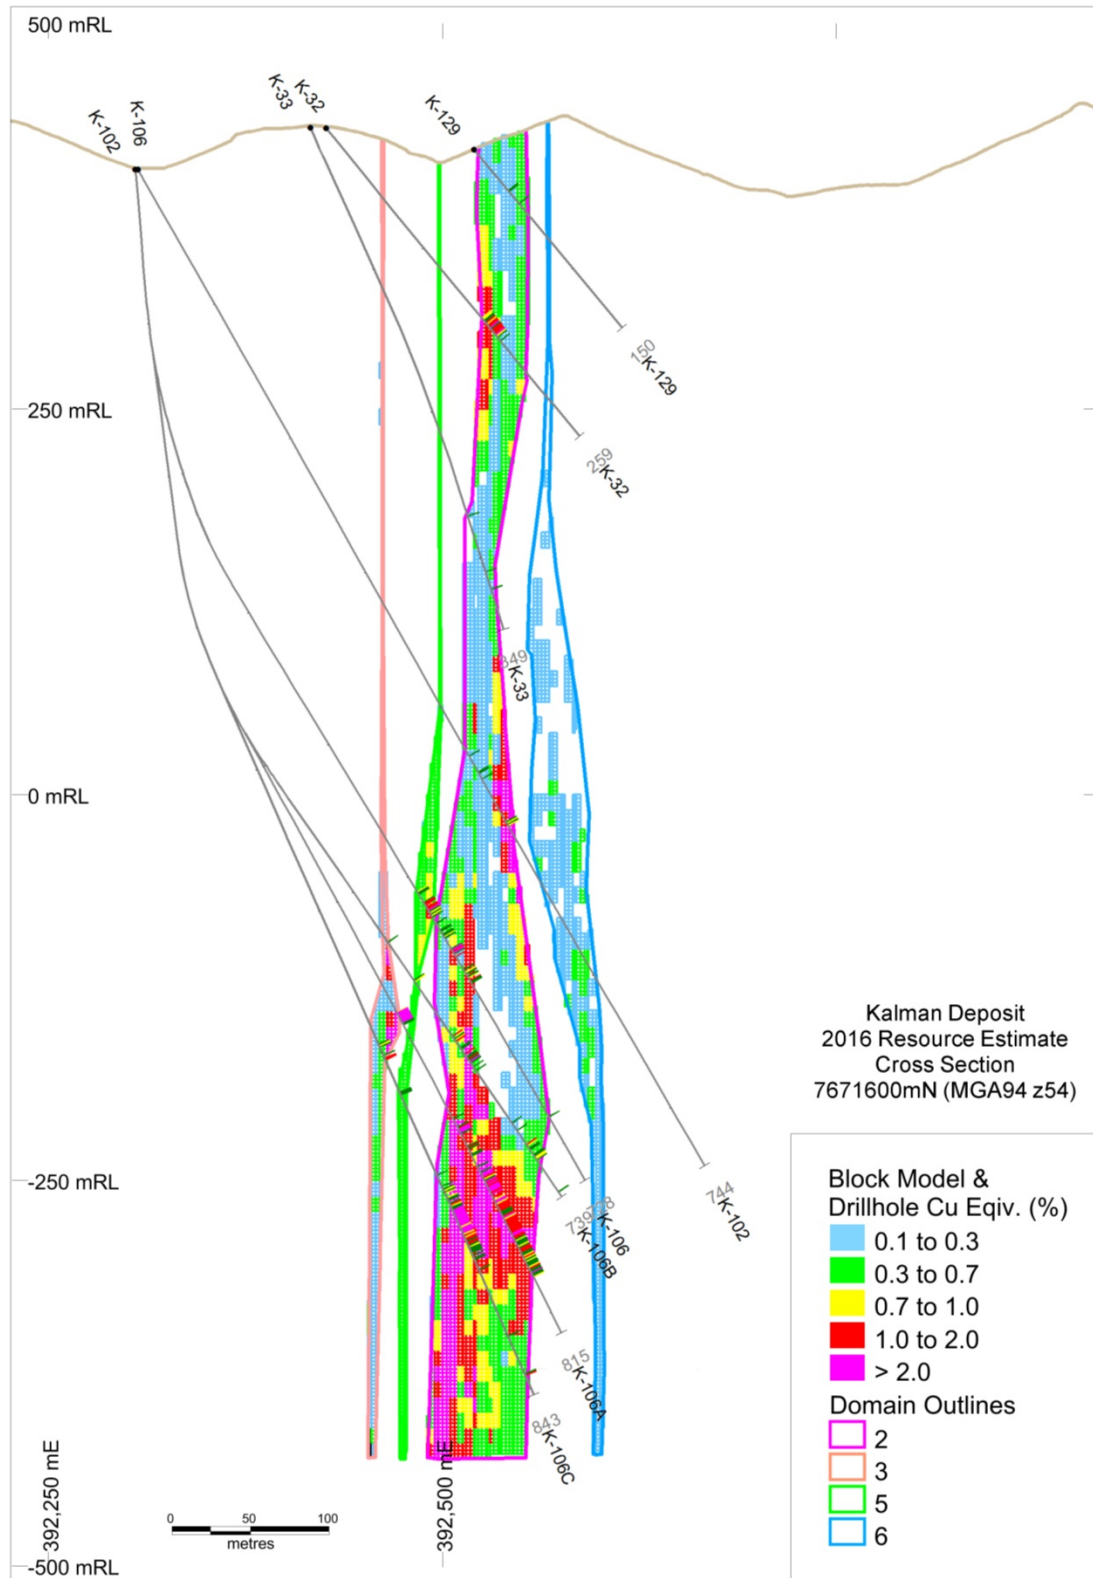 500 mRL
K-102
K-106
K-33
K-32
K-129
150
K-129
250 mRL
259
K-32
349
K-33
0 mRL
Kalman Deposit
2016 Resource Estimate
Cross Section
7671600mN (MGA94 z54)
-250 mRL
744
K-102
K-106
739
K-106B
815
K-106A
843
K-106C
Block Model &
Drillhole Cu Eqiv. (%)
0.1 to 0.3
0.3 to 0.7
0.7 to 1.0
1.0 to 2.0
> 2.0
Domain Outlines
2
3
5
6
392,250 mE
392,500 mE
0 50 100
metres
-500 mRL